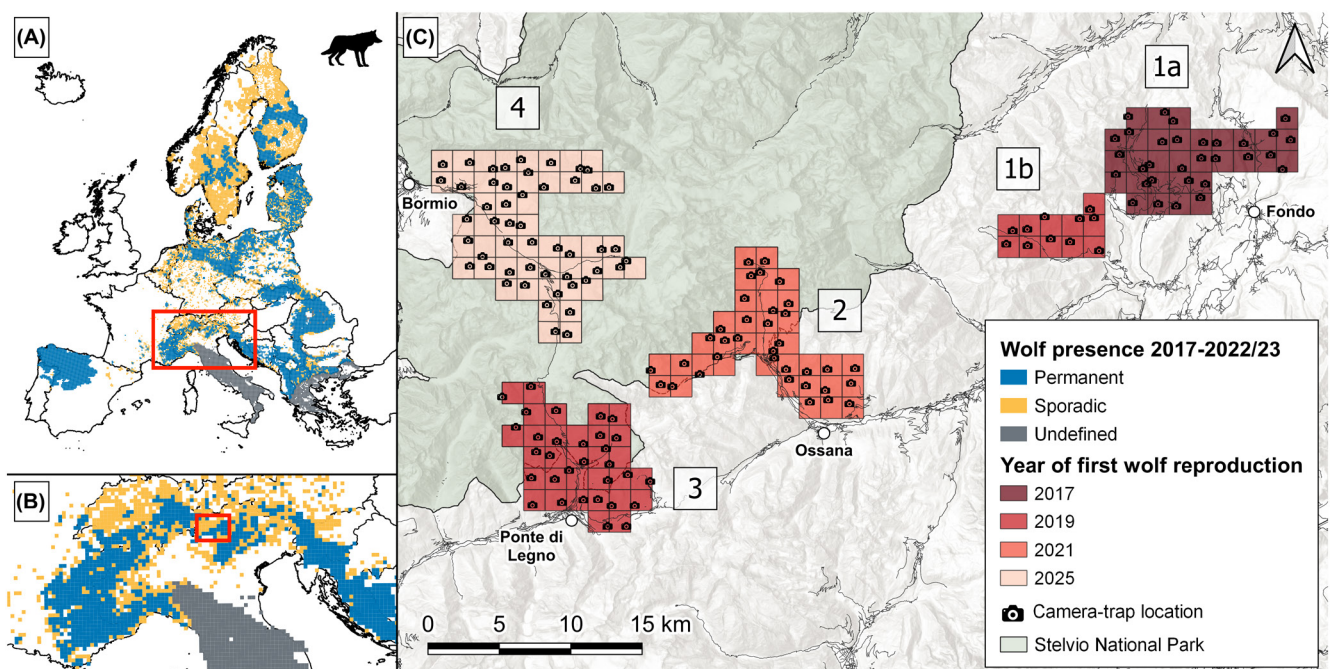 (A)
(B)
(C)
4
1a
1b
Bormio
Fondo
2
Ossana
3
Ponte di
Legno
0 5 10 15 km
Wolf presence 2017-2022/23
Permanent
Sporadic
Undefined
Year of first wolf reproduction
2017
2019
2021
2025
Camera-trap location
Stelvio National Park